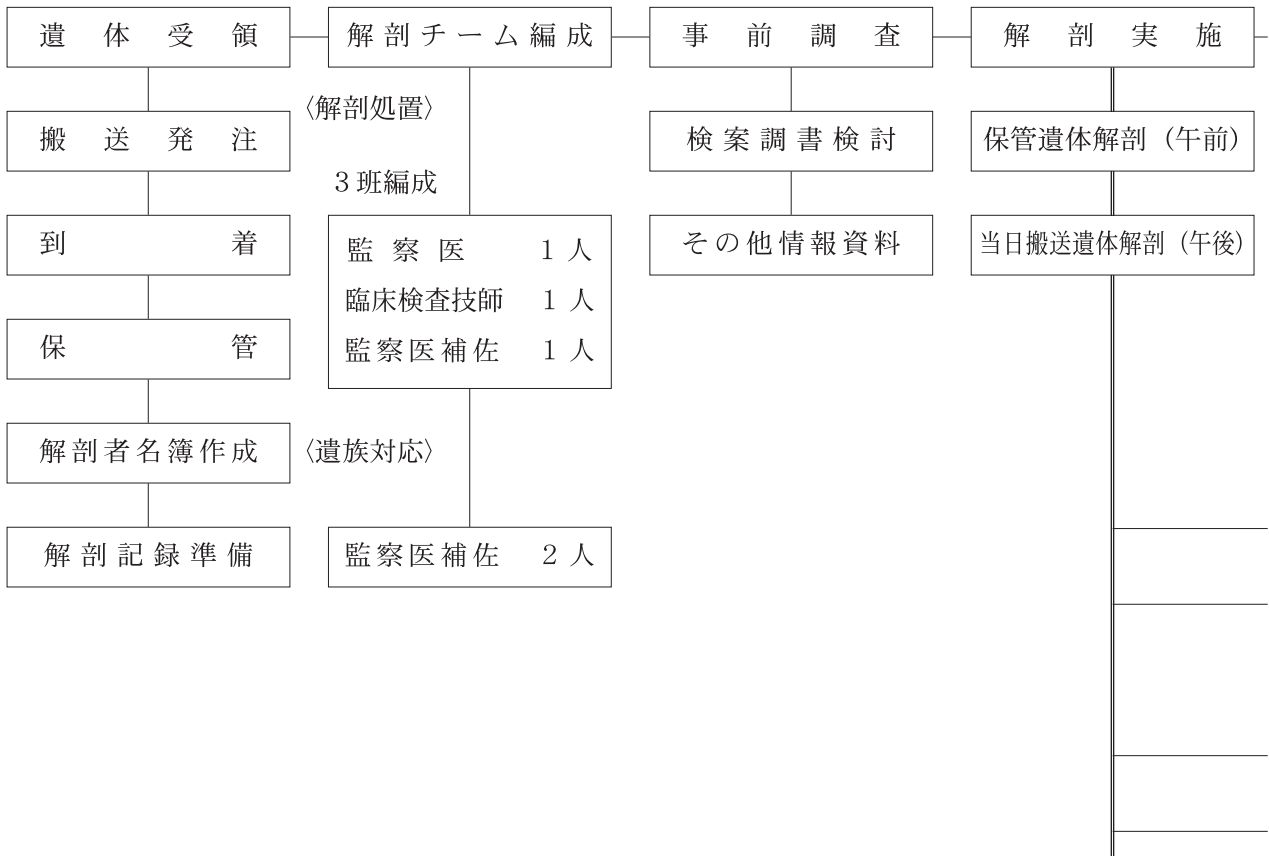 遺体受領
搬送発注
到着
保管
解剖者名簿作成
解剖記録準備
解剖チーム編成
〈解剖処置〉
3班編成
監察医 1人
臨床検査技師 1人
監察医補佐 1人
〈遺族対応〉
監察医補佐 2人
事前調査
検案調書検討
その他情報資料
解剖実施
保管遺体解剖（午前）
当日搬送遺体解剖（午後）